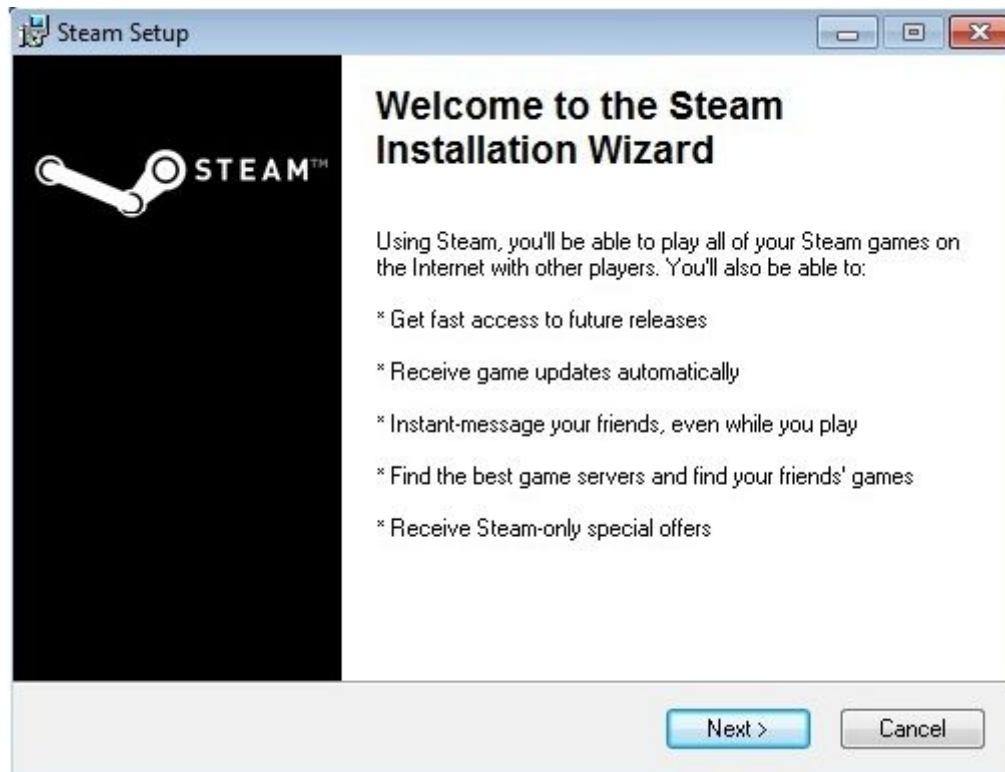 Steam Setup
STEAM™
Welcome to the Steam
Installation Wizard
Using Steam, you'll be able to play all of your Steam games on
the Internet with other players. You'll also be able to:
* Get fast access to future releases
* Receive game updates automatically
* Instant-message your friends, even while you play
* Find the best game servers and find your friends' games
* Receive Steam-only special offers
Next >
Cancel